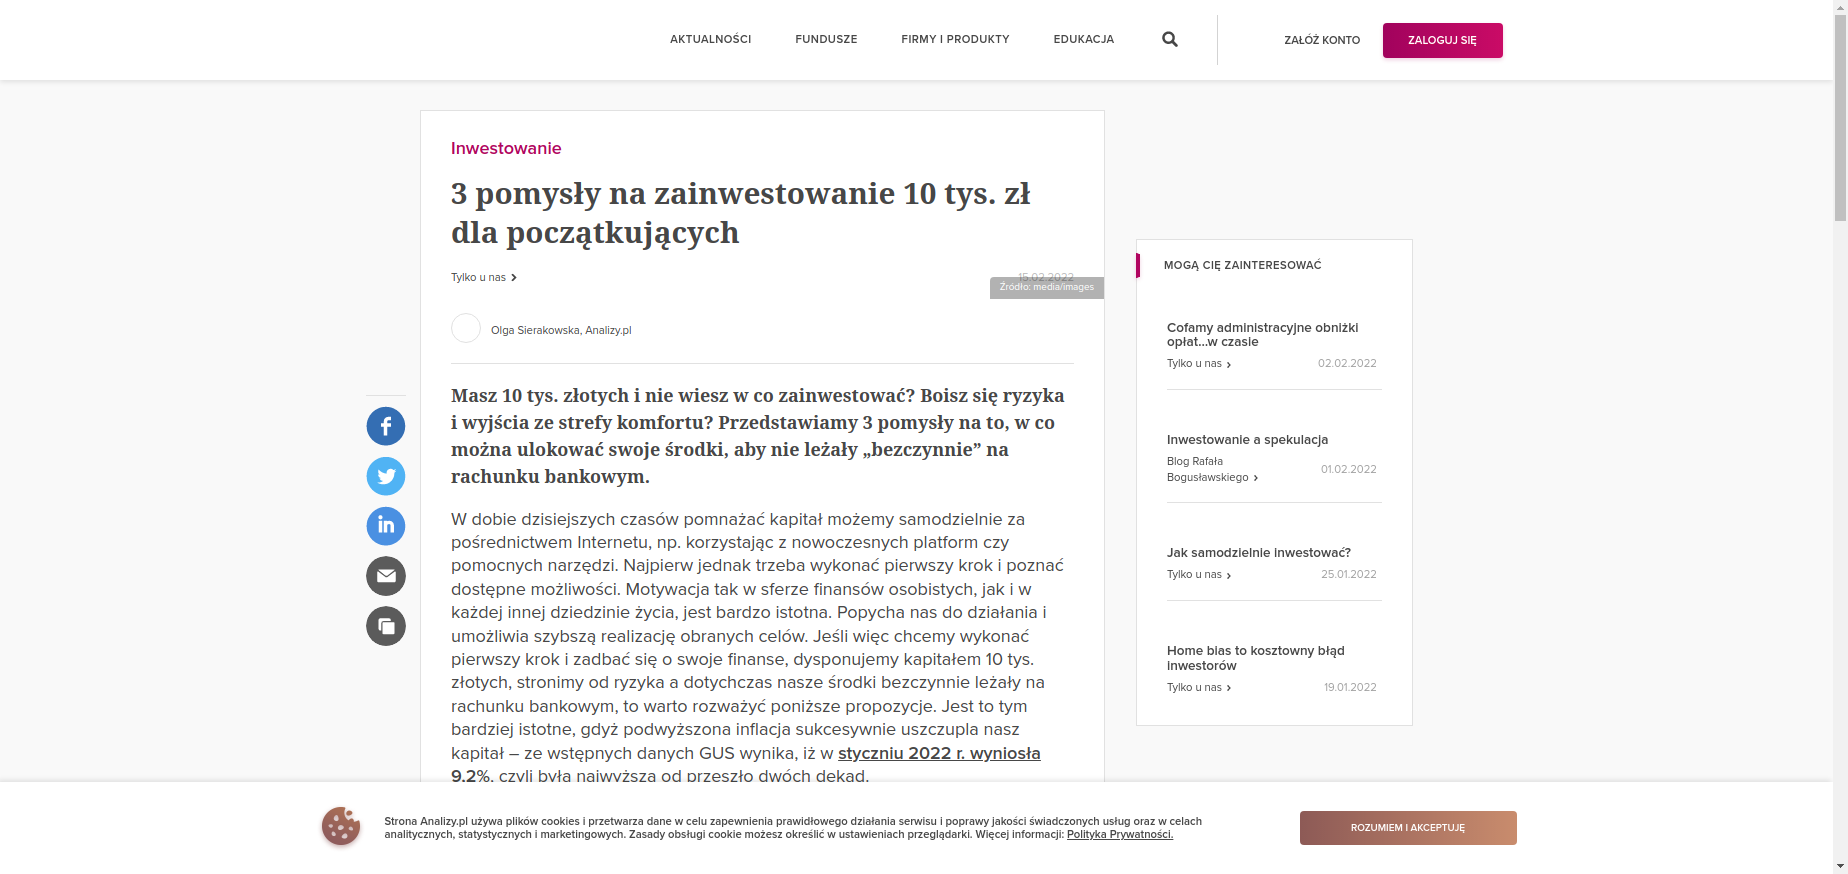 AKTUALNOŚCI FUNDUSZE FIRMY I PRODUKTY EDUKACJA ZAŁÓŻ KONTO ZALOGUJ SIĘ
Inwestowanie
3 pomysły na zainwestowanie 10 tys. zł
dla początkujących
Tylko u nas 15.02.2022
Źródło: media/images
Olga Sierakowska, Analizy.pl
Masz 10 tys. złotych i nie wiesz w co zainwestować? Boisz się ryzyka
i wyjścia ze strefy komfortu? Przedstawiamy 3 pomysły na to, w co
można ulokować swoje środki, aby nie leżały „bezczynnie” na
rachunku bankowym.
W dobie dzisiejszych czasów pomnażać kapitał możemy samodzielnie za
pośrednictwem Internetu, np. korzystając z nowoczesnych platform czy
pomocnych narzędzi. Najpierw jednak trzeba wykonać pierwszy krok i poznać
dostępne możliwości. Motywacja tak w sferze finansów osobistych, jak i w
każdej innej dziedzinie życia, jest bardzo istotna. Popycha nas do działania i
umożliwia szybszą realizację obranych celów. Jeśli więc chcemy wykonać
pierwszy krok i zadbać się o swoje finanse, dysponujemy kapitałem 10 tys.
złotych, stronimy od ryzyka a dotychczas nasze środki bezczynnie leżały na
rachunku bankowym, to warto rozważyć poniższe propozycje. Jest to tym
bardziej istotne, gdyż podwyższona inflacja sukcesywnie uszczupla nasz
kapitał – ze wstępnych danych GUS wynika, iż w styczniu 2022 r. wyniosła
9,2%, czyli była najwyższa od przeszło dwóch dekad.
MOGĄ CIĘ ZAINTERESOWAĆ
Cofamy administracyjne obniżki
opłat...w czasie
Tylko u nas 02.02.2022
Inwestowanie a spekulacja
Blog Rafała
Bogusławskiego 01.02.2022
Jak samodzielnie inwestować?
Tylko u nas 25.01.2022
Home bias to kosztowny błąd
inwestorów
Tylko u nas 19.01.2022
Strona Analizy.pl używa plików cookies i przetwarza dane w celu zapewnienia prawidłowego działania serwisu i poprawy jakości świadczonych usług oraz w celach
analitycznych, statystycznych i marketingowych. Zasady obsługi cookie możesz określić w ustawieniach przeglądarki. Więcej informacji: Polityka Prywatności.
ROZUMIEM I AKCEPTUJĘ